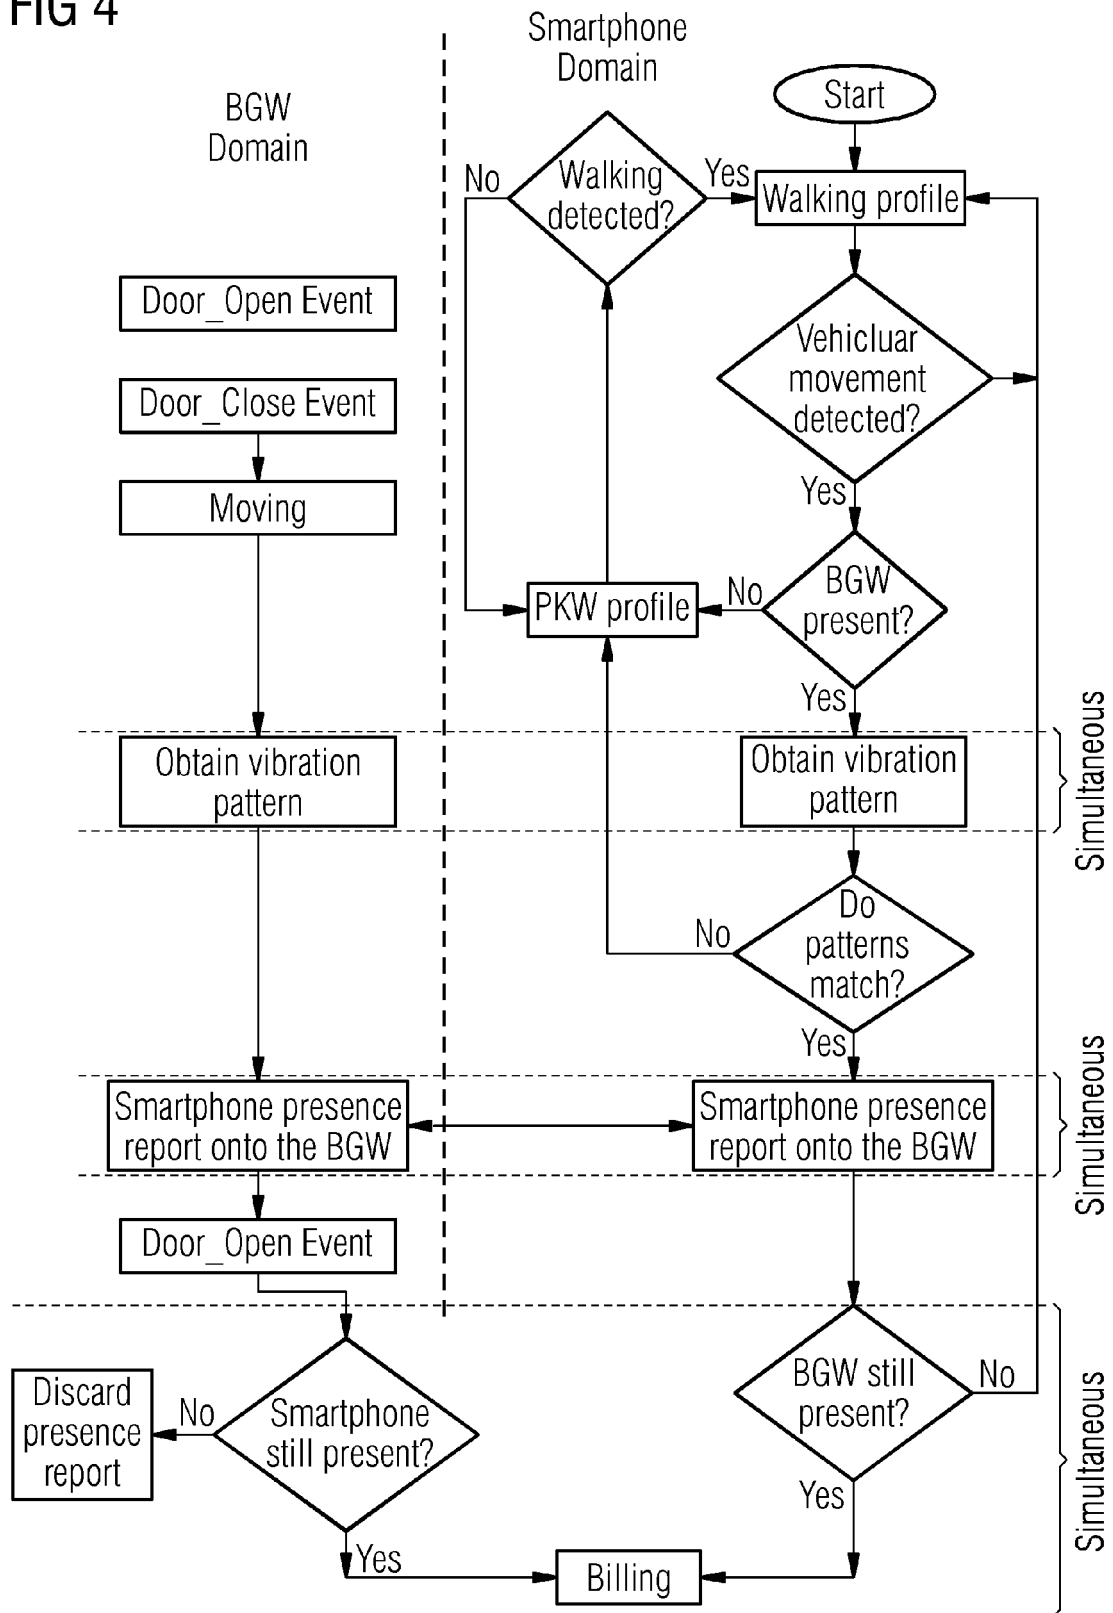 FIG 4
Smartphone
Domain
BGW
Domain
Start
No
Walking
detected?
Yes
Walking profile
Door_Open Event
Vehicluar
movement
detected?
Door_Close Event
Yes
Moving
BGW
present?
No
PKW profile
Yes
Obtain vibration
pattern
Obtain vibration
pattern
Simultaneous
Do
patterns
match?
No
Yes
Smartphone presence
report onto the BGW
Smartphone presence
report onto the BGW
Simultaneous
Door_Open Event
BGW still
present?
No
Discard
presence
report
No
Smartphone
still present?
Simultaneous
Yes
Yes
Billing